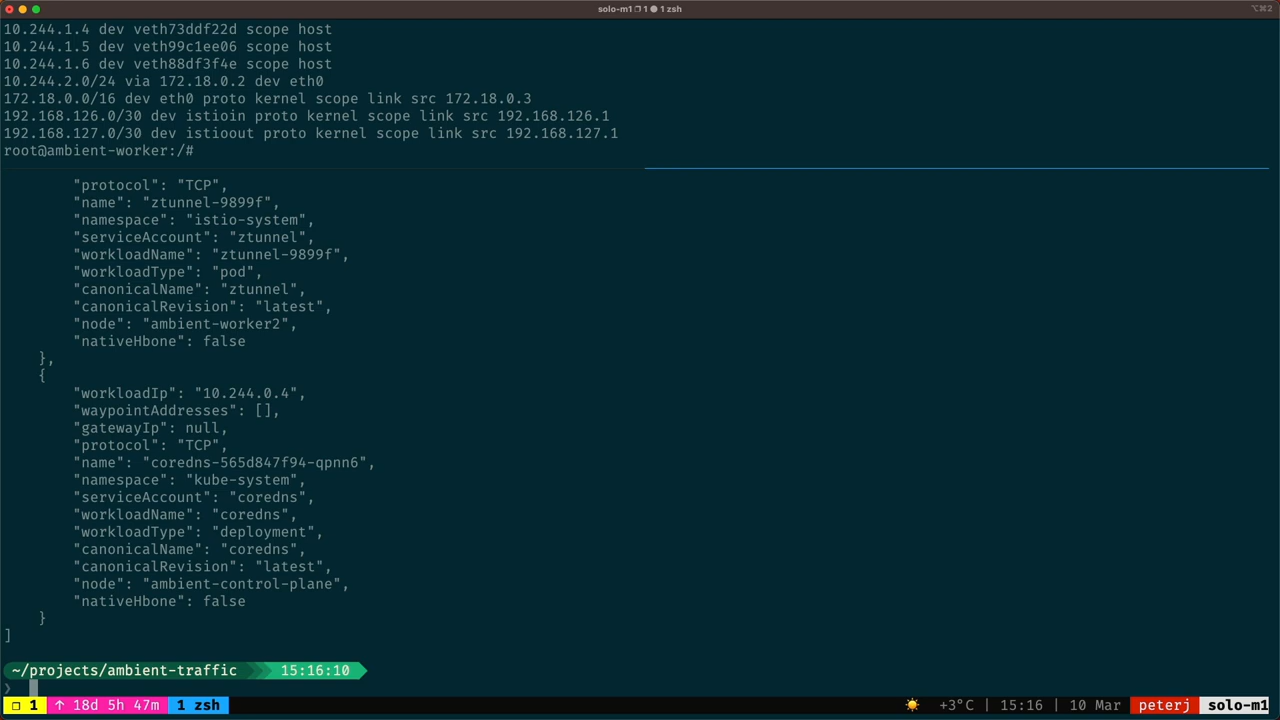 solo-m1 ❐ 1 ● 1 zsh
⌥⌘2
10.244.1.4 dev veth73ddf22d scope host
10.244.1.5 dev veth99c1ee06 scope host
10.244.1.6 dev veth88df3f4e scope host
10.244.2.0/24 via 172.18.0.2 dev eth0
172.18.0.0/16 dev eth0 proto kernel scope link src 172.18.0.3
192.168.126.0/30 dev istioin proto kernel scope link src 192.168.126.1
192.168.127.0/30 dev istioout proto kernel scope link src 192.168.127.1
root@ambient-worker:/#
"protocol": "TCP",
"name": "ztunnel-9899f",
"namespace": "istio-system",
"serviceAccount": "ztunnel",
"workloadName": "ztunnel-9899f",
"workloadType": "pod",
"canonicalName": "ztunnel",
"canonicalRevision": "latest",
"node": "ambient-worker2",
"nativeHbone": false
},
{
"workloadIp": "10.244.0.4",
"waypointAddresses": [],
"gatewayIp": null,
"protocol": "TCP",
"name": "coredns-565d847f94-qpnn6",
"namespace": "kube-system",
"serviceAccount": "coredns",
"workloadName": "coredns",
"workloadType": "deployment",
"canonicalName": "coredns",
"canonicalRevision": "latest",
"node": "ambient-control-plane",
"nativeHbone": false
}
]
~/projects/ambient-traffic 15:16:10
❯
❐ 1 ↑ 18d 5h 47m 1 zsh ☀ +3°C | 15:16 | 10 Mar peterj solo-m1